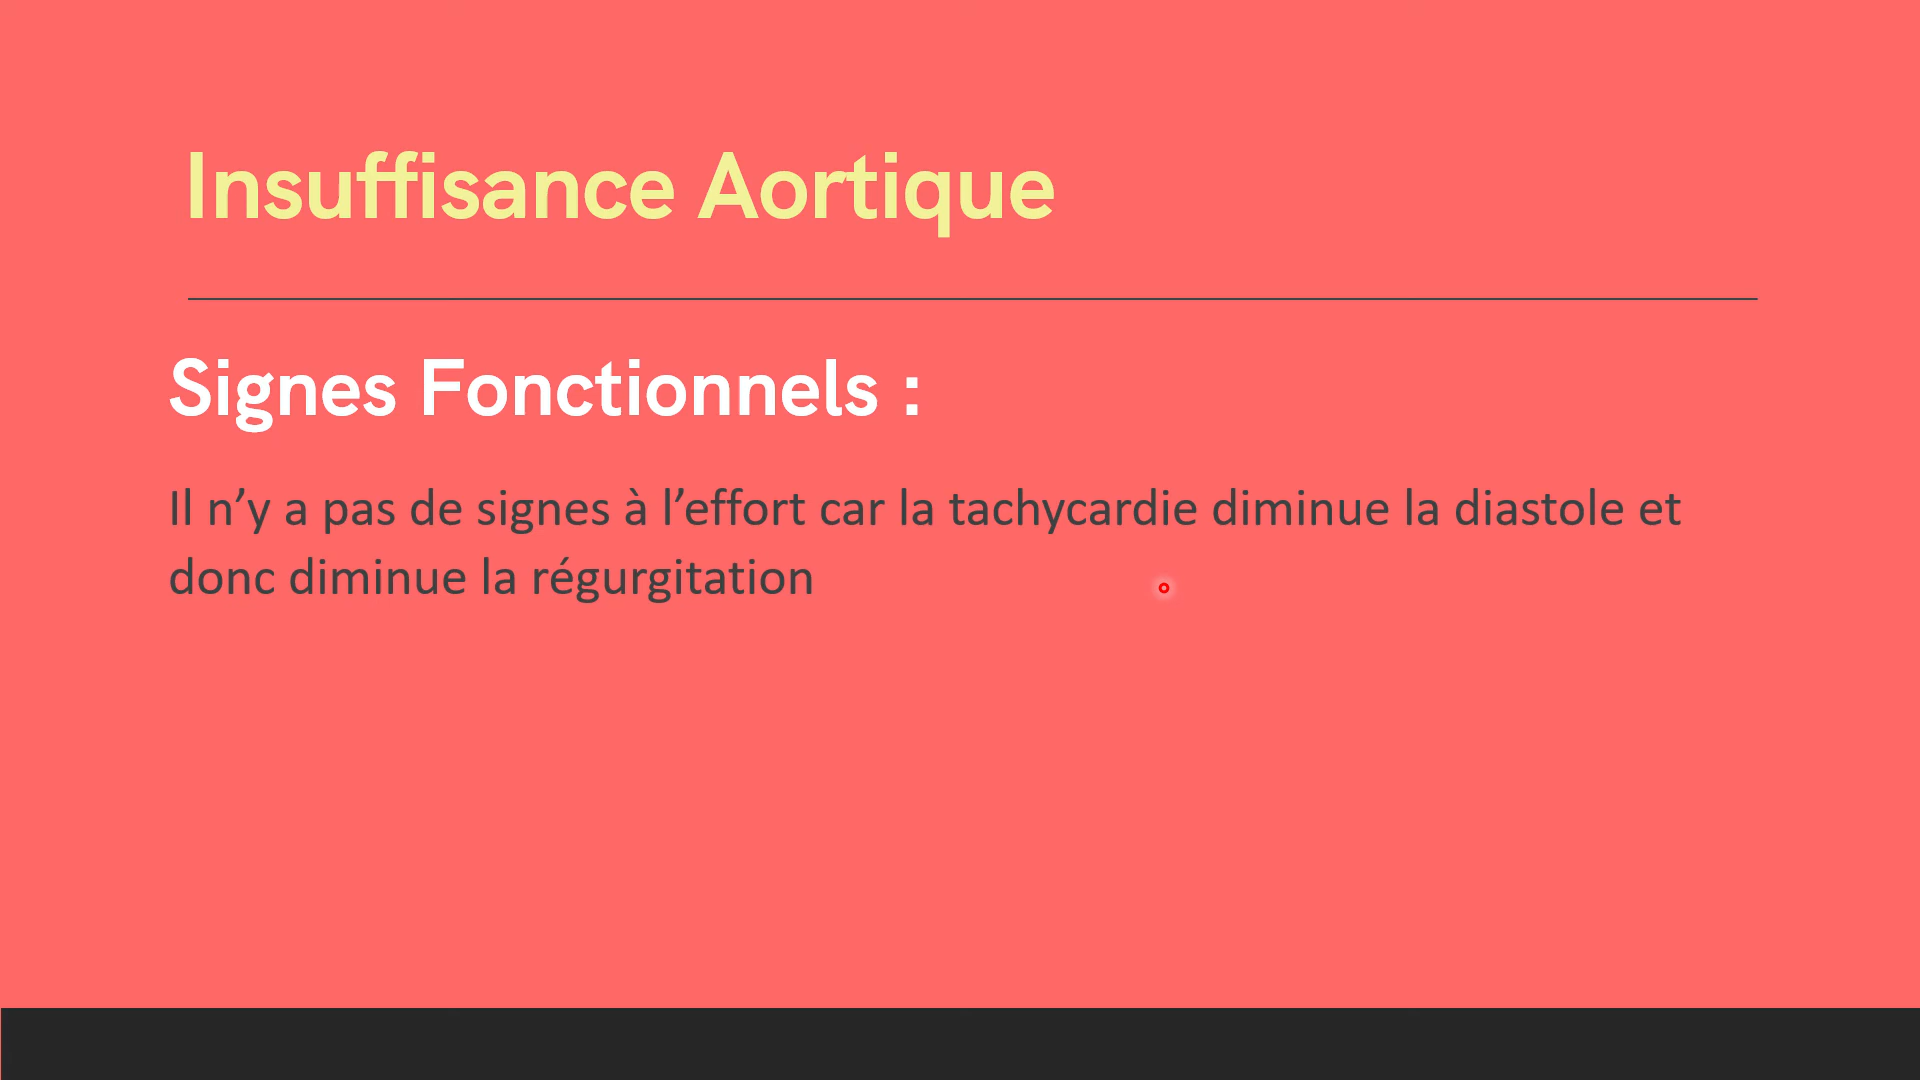 Insuffisance Aortique
Signes Fonctionnels :
Il n’y a pas de signes à l’effort car la tachycardie diminue la diastole et
donc diminue la régurgitation